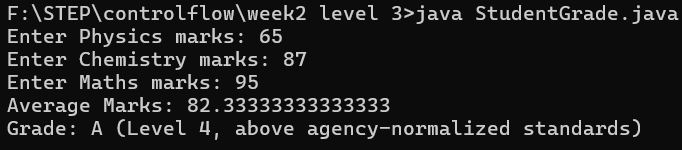 F:\STEP\controlflow\week2 level 3>java StudentGrade.java
Enter Physics marks: 65
Enter Chemistry marks: 87
Enter Maths marks: 95
Average Marks: 82.33333333333333
Grade: A (Level 4, above agency-normalized standards)